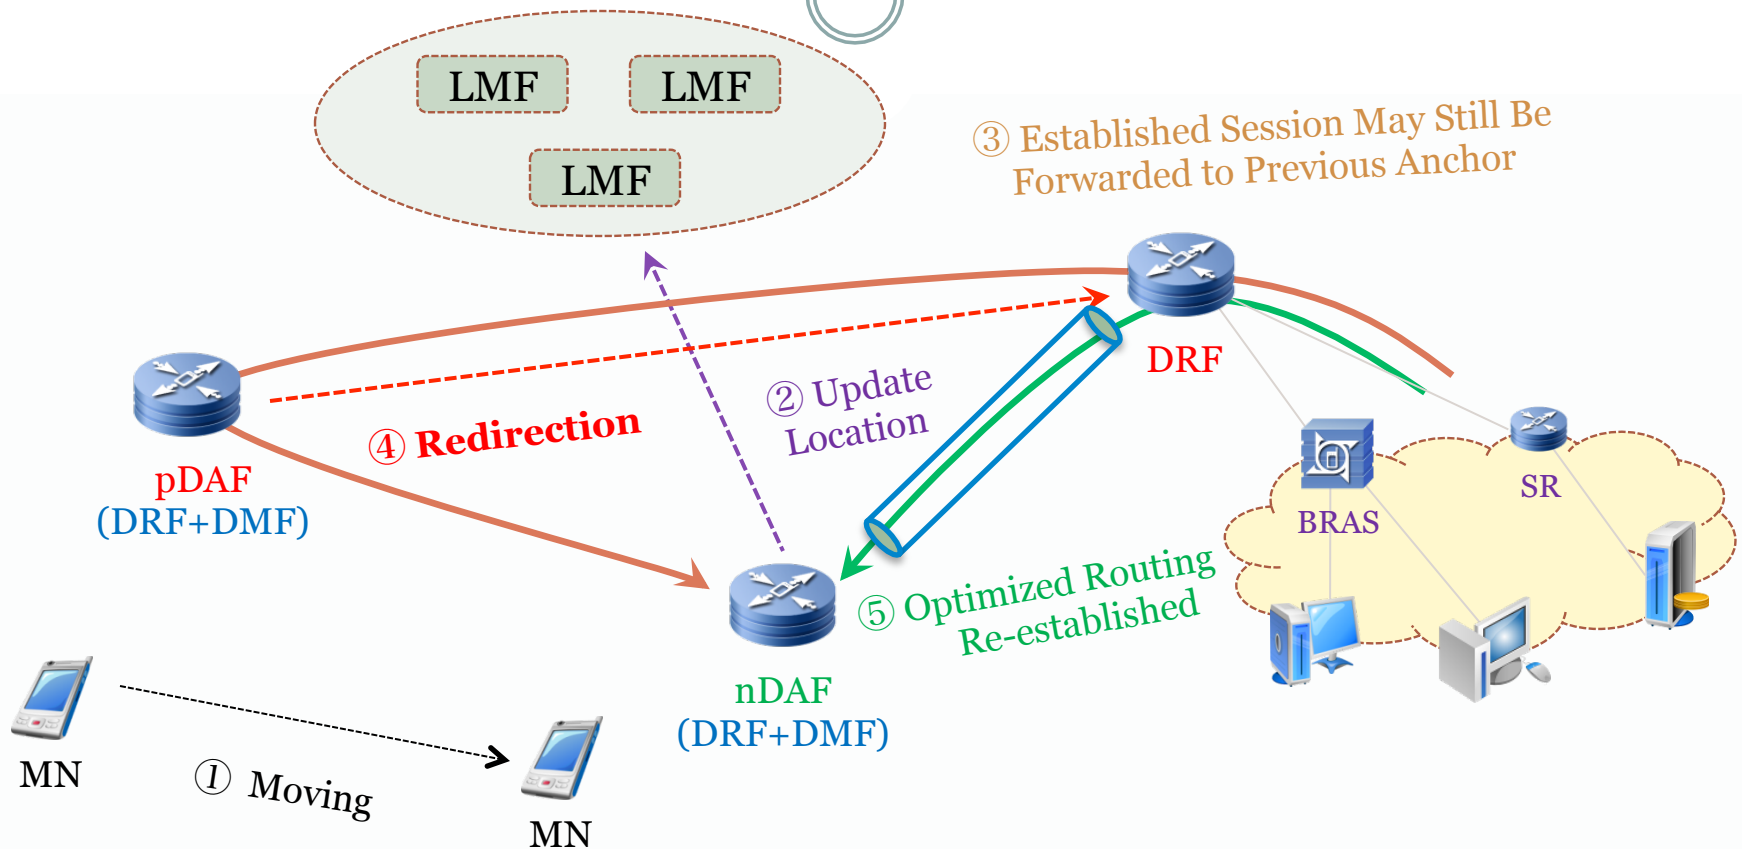 LMF
LMF
LMF
③ Established Session May Still Be
Forwarded to Previous Anchor
DRF
② Update
Location
④ Redirection
pDAF
(DRF+DMF)
SR
BRAS
⑤ Optimized Routing
Re-established
nDAF
(DRF+DMF)
MN
① Moving
MN